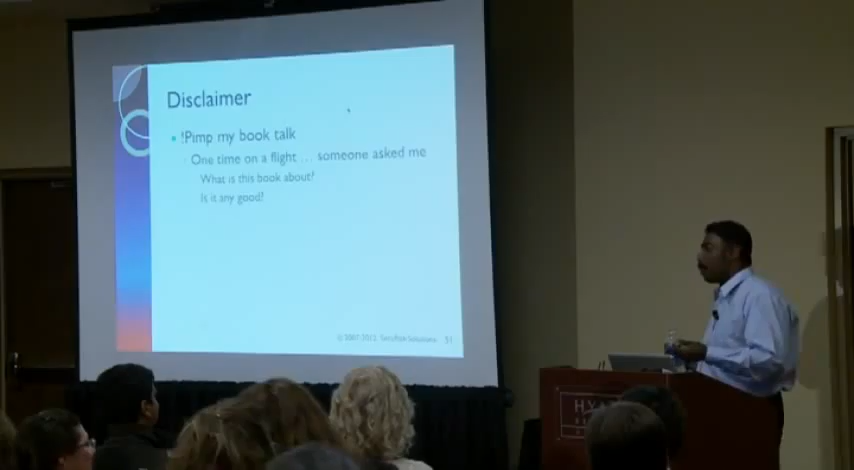 Disclaimer
• !Pimp my book talk
One time on a flight ... someone asked me
What is this book about?
Is it any good?
© 2007-2012 SecuRisk Solutions 51
HY